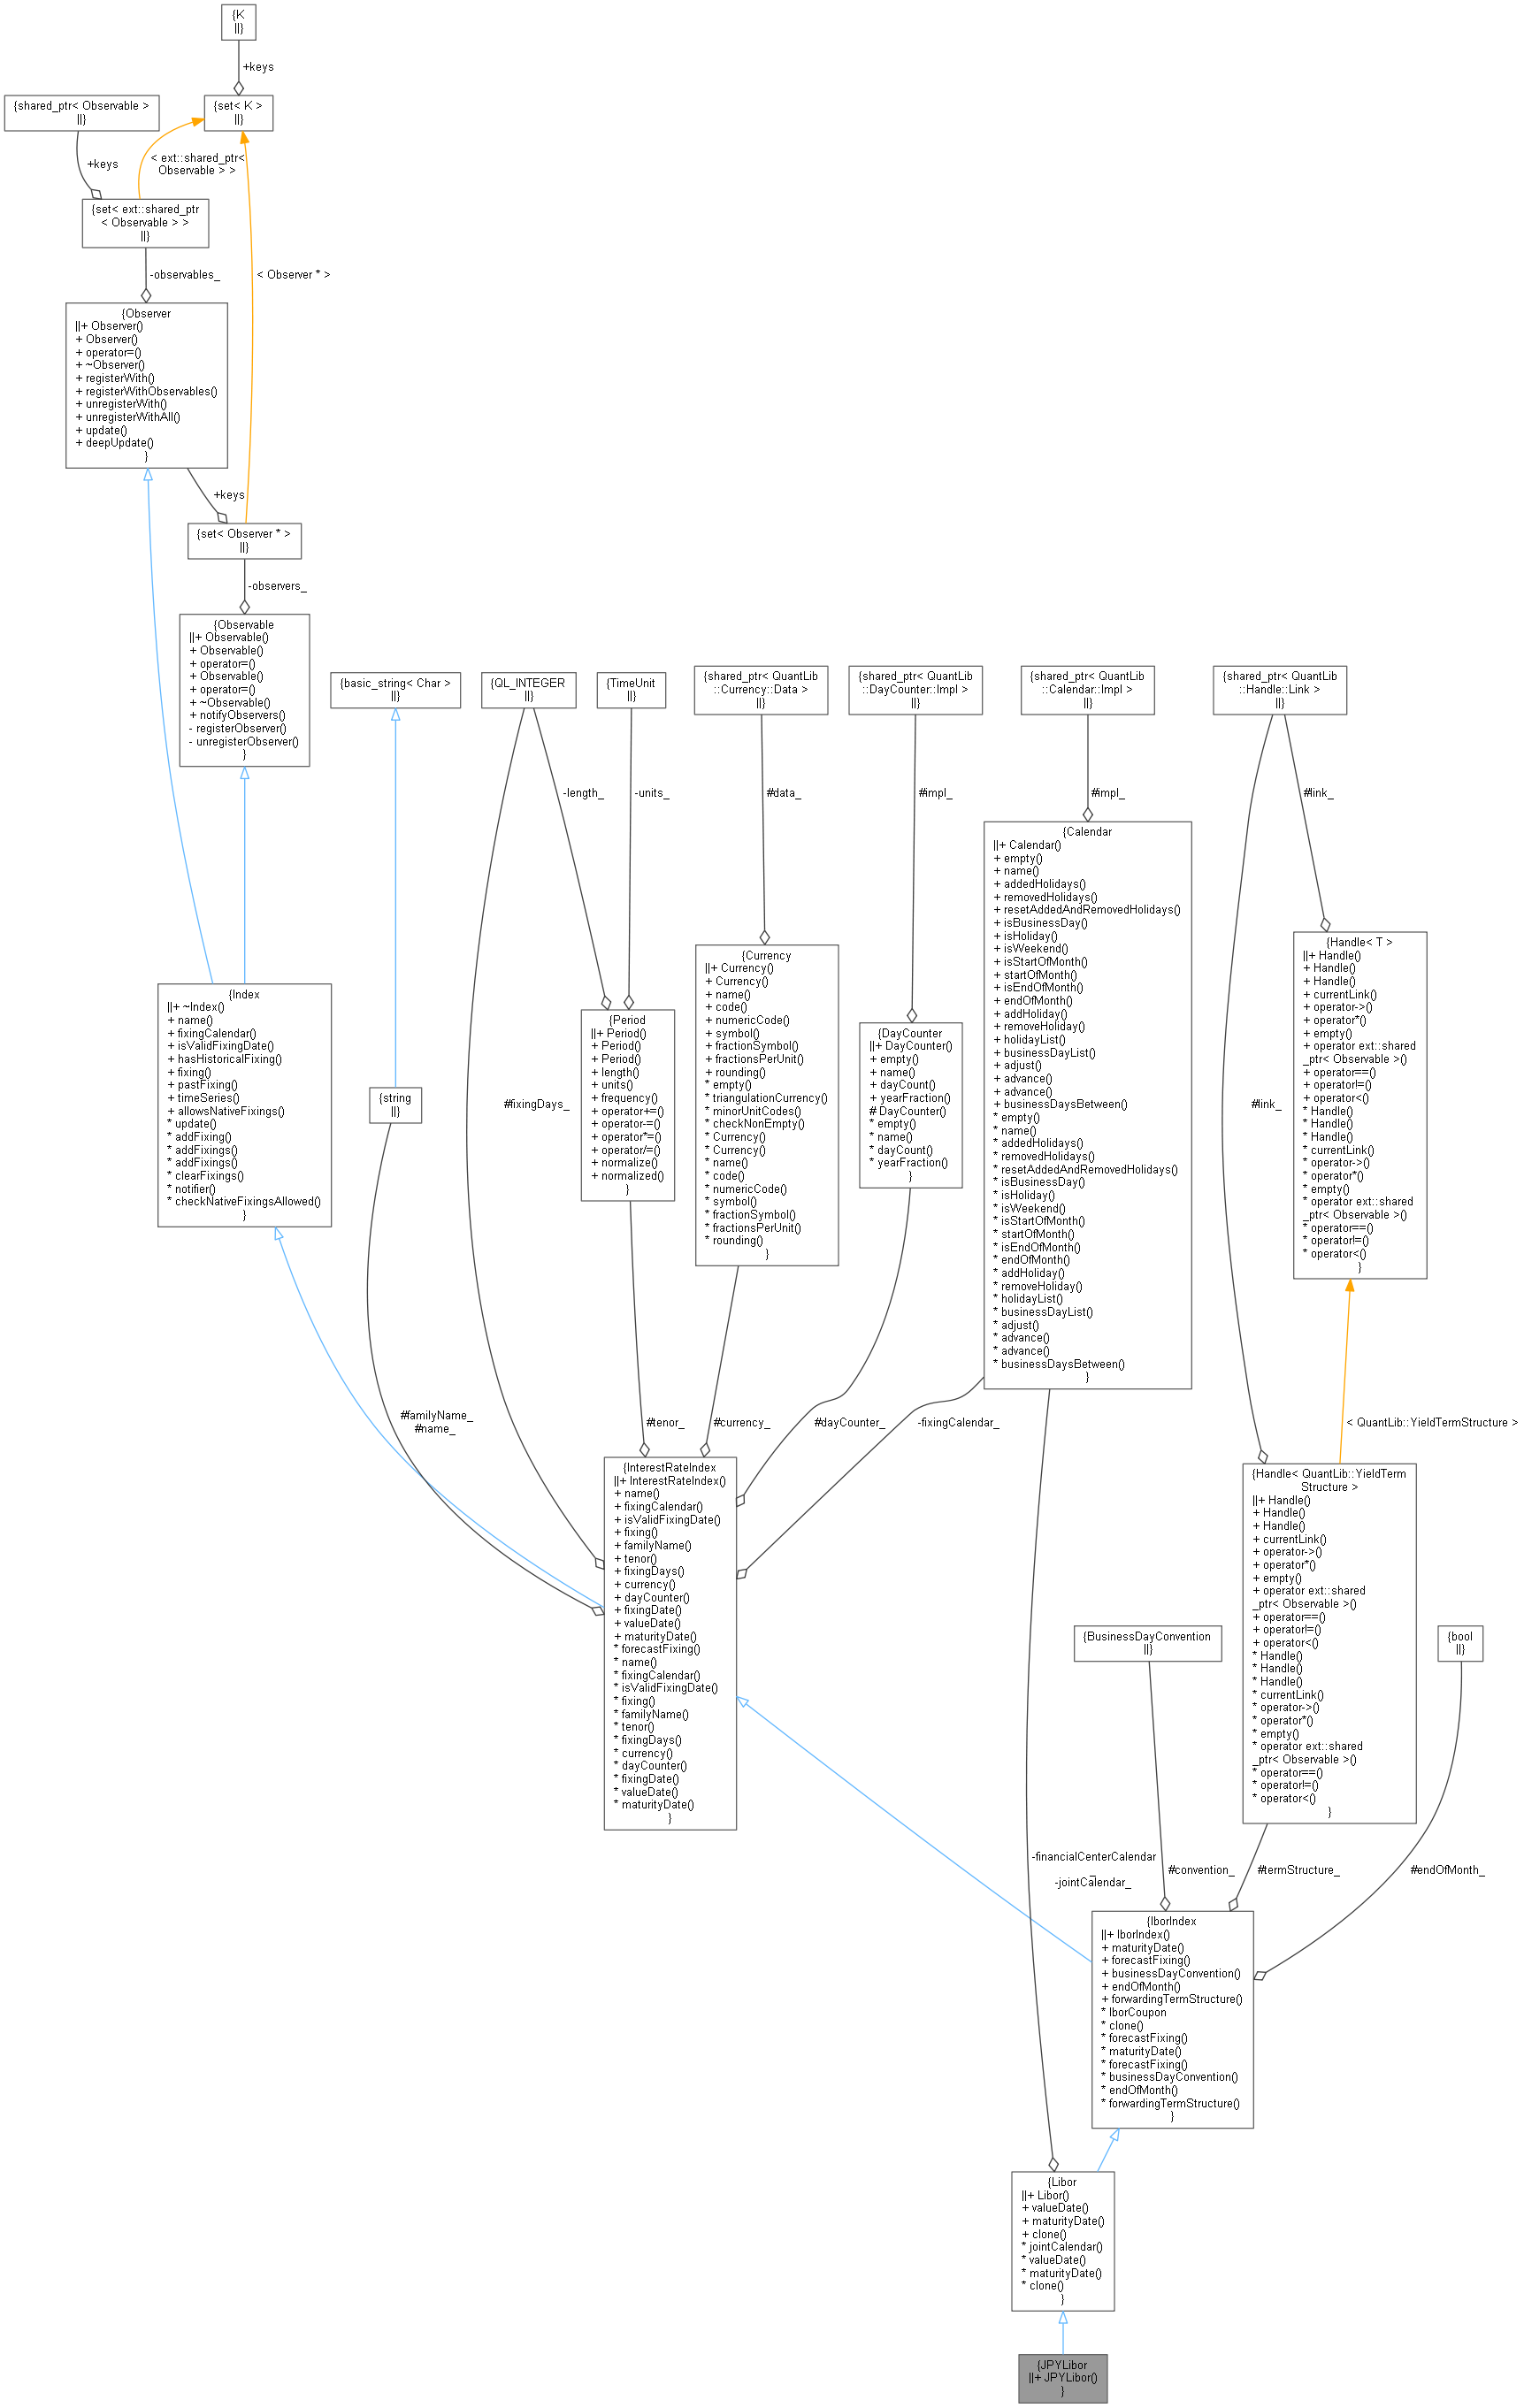 {K
||}
+keys
{shared_ptr< Observable >
||}
{set< K >
||}
+keys
< ext::shared_ptr<
Observable > >
{set< ext::shared_ptr
< Observable > >
||}
-observables_
< Observer * >
{Observer
||+ Observer()
+ Observer()
+ operator=()
+ ~Observer()
+ registerWith()
+ registerWithObservables()
+ unregisterWith()
+ unregisterWithAll()
+ update()
+ deepUpdate()
}
+keys
{set< Observer * >
||}
-observers_
{Observable
||+ Observable()
+ Observable()
+ operator=()
+ Observable()
+ operator=()
+ ~Observable()
+ notifyObservers()
- registerObserver()
- unregisterObserver()
}
{basic_string< Char >
||}
{QL_INTEGER
||}
{TimeUnit
||}
{shared_ptr< QuantLib
::Currency::Data >
||}
{shared_ptr< QuantLib
::DayCounter::Impl >
||}
{shared_ptr< QuantLib
::Calendar::Impl >
||}
{shared_ptr< QuantLib
::Handle::Link >
||}
-length_
-units_
#data_
#impl_
#impl_
#link_
{Index
||+ ~Index()
+ name()
+ fixingCalendar()
+ isValidFixingDate()
+ hasHistoricalFixing()
+ fixing()
+ pastFixing()
+ timeSeries()
+ allowsNativeFixings()
* update()
* addFixing()
* addFixings()
* addFixings()
* clearFixings()
* notifier()
* checkNativeFixingsAllowed()
}
{string
||}
#fixingDays_
{Period
||+ Period()
+ Period()
+ Period()
+ length()
+ units()
+ frequency()
+ operator+=()
+ operator-=()
+ operator*=()
+ operator/=()
+ normalize()
+ normalized()
}
{Currency
||+ Currency()
+ Currency()
+ name()
+ code()
+ numericCode()
+ symbol()
+ fractionSymbol()
+ fractionsPerUnit()
+ rounding()
* empty()
* triangulationCurrency()
* minorUnitCodes()
* checkNonEmpty()
* Currency()
* Currency()
* name()
* code()
* numericCode()
* symbol()
* fractionSymbol()
* fractionsPerUnit()
* rounding()
}
{DayCounter
||+ DayCounter()
+ empty()
+ name()
+ dayCount()
+ yearFraction()
# DayCounter()
* empty()
* name()
* dayCount()
* yearFraction()
}
{Calendar
||+ Calendar()
+ empty()
+ name()
+ addedHolidays()
+ removedHolidays()
+ resetAddedAndRemovedHolidays()
+ isBusinessDay()
+ isHoliday()
+ isWeekend()
+ isStartOfMonth()
+ startOfMonth()
+ isEndOfMonth()
+ endOfMonth()
+ addHoliday()
+ removeHoliday()
+ holidayList()
+ businessDayList()
+ adjust()
+ advance()
+ advance()
+ businessDaysBetween()
* empty()
* name()
* addedHolidays()
* removedHolidays()
* resetAddedAndRemovedHolidays()
* isBusinessDay()
* isHoliday()
* isWeekend()
* isStartOfMonth()
* startOfMonth()
* isEndOfMonth()
* endOfMonth()
* addHoliday()
* removeHoliday()
* holidayList()
* businessDayList()
* adjust()
* advance()
* advance()
* businessDaysBetween()
}
#link_
{Handle< T >
||+ Handle()
+ Handle()
+ Handle()
+ currentLink()
+ operator->()
+ operator*()
+ empty()
+ operator ext::shared
_ptr< Observable >()
+ operator==()
+ operator!=()
+ operator<()
* Handle()
* Handle()
* Handle()
* currentLink()
* operator->()
* operator*()
* empty()
* operator ext::shared
_ptr< Observable >()
* operator==()
* operator!=()
* operator<()
}
#familyName_
#name_
#tenor_
#currency_
#dayCounter_
-fixingCalendar_
< QuantLib::YieldTermStructure >
{InterestRateIndex
||+ InterestRateIndex()
+ name()
+ fixingCalendar()
+ isValidFixingDate()
+ fixing()
+ familyName()
+ tenor()
+ fixingDays()
+ currency()
+ dayCounter()
+ fixingDate()
+ valueDate()
+ maturityDate()
* forecastFixing()
* name()
* fixingCalendar()
* isValidFixingDate()
* fixing()
* familyName()
* tenor()
* fixingDays()
* currency()
* dayCounter()
* fixingDate()
* valueDate()
* maturityDate()
}
{BusinessDayConvention
||}
{Handle< QuantLib::YieldTerm
Structure >
||+ Handle()
+ Handle()
+ Handle()
+ currentLink()
+ operator->()
+ operator*()
+ empty()
+ operator ext::shared
_ptr< Observable >()
+ operator==()
+ operator!=()
+ operator<()
* Handle()
* Handle()
* Handle()
* currentLink()
* operator->()
* operator*()
* empty()
* operator ext::shared
_ptr< Observable >()
* operator==()
* operator!=()
* operator<()
}
{bool
||}
-financialCenterCalendar
_
-jointCalendar_
#convention_
#termStructure_
#endOfMonth_
{IborIndex
||+ IborIndex()
+ maturityDate()
+ forecastFixing()
+ businessDayConvention()
+ endOfMonth()
+ forwardingTermStructure()
* IborCoupon
* clone()
* forecastFixing()
* maturityDate()
* forecastFixing()
* businessDayConvention()
* endOfMonth()
* forwardingTermStructure()
}
{Libor
||+ Libor()
+ valueDate()
+ maturityDate()
+ clone()
* jointCalendar()
* valueDate()
* maturityDate()
* clone()
}
{JPYLibor
||+ JPYLibor()
}